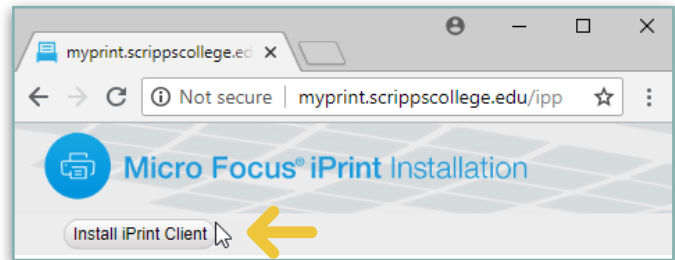 myprint.scrippscollege.ed
Not secure | myprint.scrippscollege.edu/ipp
Micro Focus® iPrint Installation
Install iPrint Client